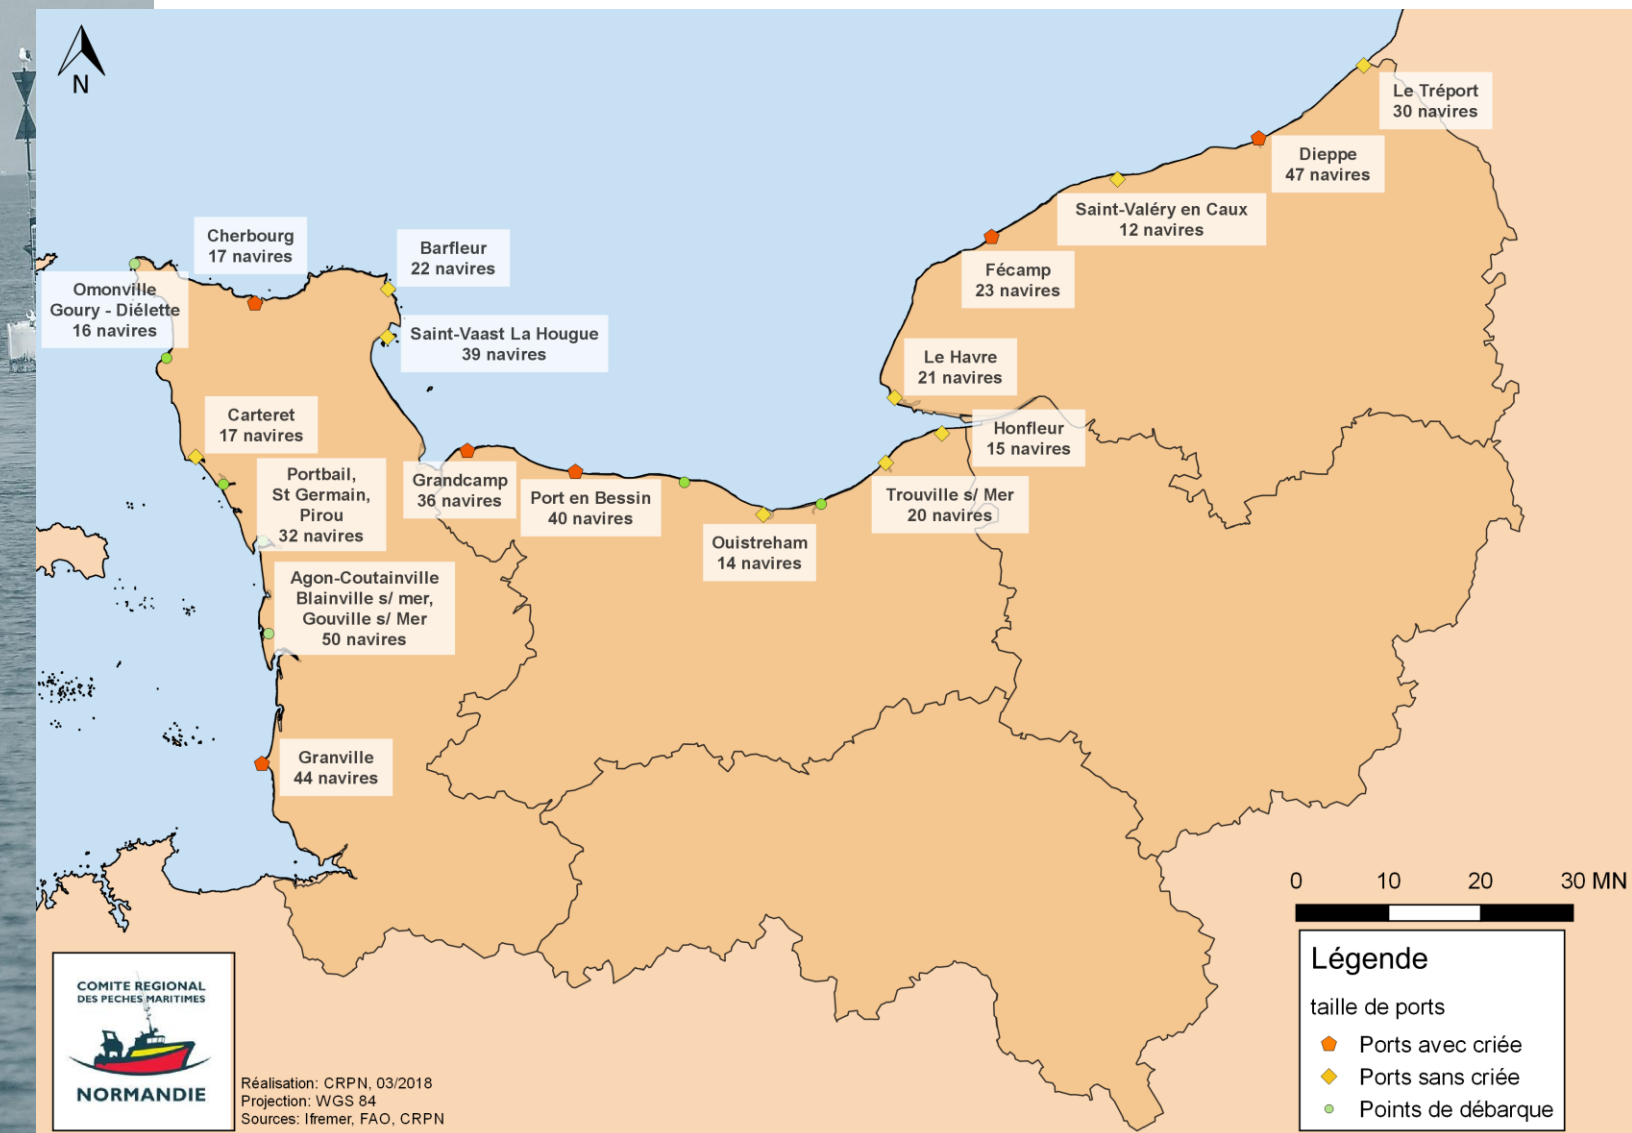 N
Le Tréport
30 navires
Dieppe
47 navires
Saint-Valéry en Caux
12 navires
Fécamp
23 navires
Cherbourg
17 navires
Barfleur
22 navires
Omonville
Goury - Diélette
16 navires
Saint-Vaast La Hougue
39 navires
Le Havre
21 navires
Carteret
17 navires
Honfleur
15 navires
Portbail,
St Germain,
Pirou
32 navires
Grandcamp
36 navires
Port en Bessin
40 navires
Trouville s/ Mer
20 navires
Ouistreham
14 navires
Agon-Coutainville
Blainville s/ mer,
Gouville s/ Mer
50 navires
Granville
44 navires
0 10 20 30 MN
Légende
taille de ports
Ports avec criée
Ports sans criée
Points de débarque
COMITE REGIONAL
DES PECHES MARITIMES
NORMANDIE
Réalisation: CRPN, 03/2018
Projection: WGS 84
Sources: Ifremer, FAO, CRPN